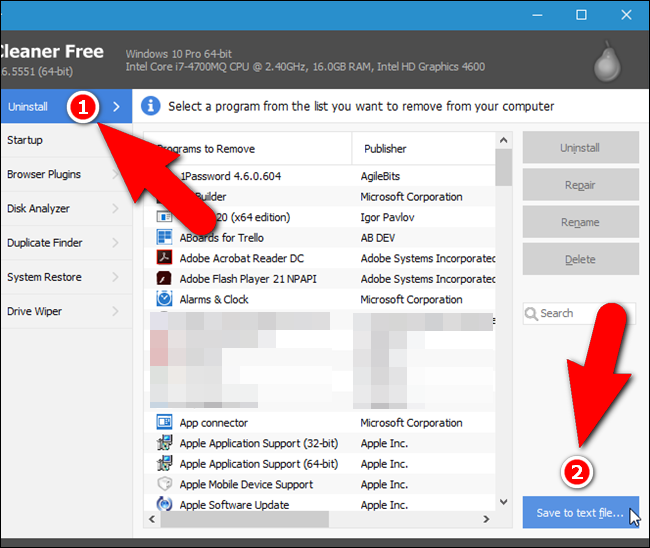 Cleaner Free
6.5551 (64-bit)
Windows 10 Pro 64-bit
Intel Core i7-4700MQ CPU @ 2.40GHz, 16.0GB RAM, Intel HD Graphics 4600
Uninstall
1
Startup
Browser Plugins
Disk Analyzer
Duplicate Finder
System Restore
Drive Wiper
Select a program from the list you want to remove from your computer
Programs to Remove Publisher
1Password 4.6.0.604 AgileBits
Builder Microsoft Corporation
20 (x64 edition) Igor Pavlov
ABoards for Trello AB DEV
Adobe Acrobat Reader DC Adobe Systems Incorporated
Adobe Flash Player 21 NPAPI Adobe Systems Incorporated
Alarms & Clock Microsoft Corporation
App connector Microsoft Corporation
Apple Application Support (32-bit) Apple Inc.
Apple Application Support (64-bit) Apple Inc.
Apple Mobile Device Support Apple Inc.
Apple Software Update Apple Inc.
Uninstall
Repair
Rename
Delete
Search
2
Save to text file...